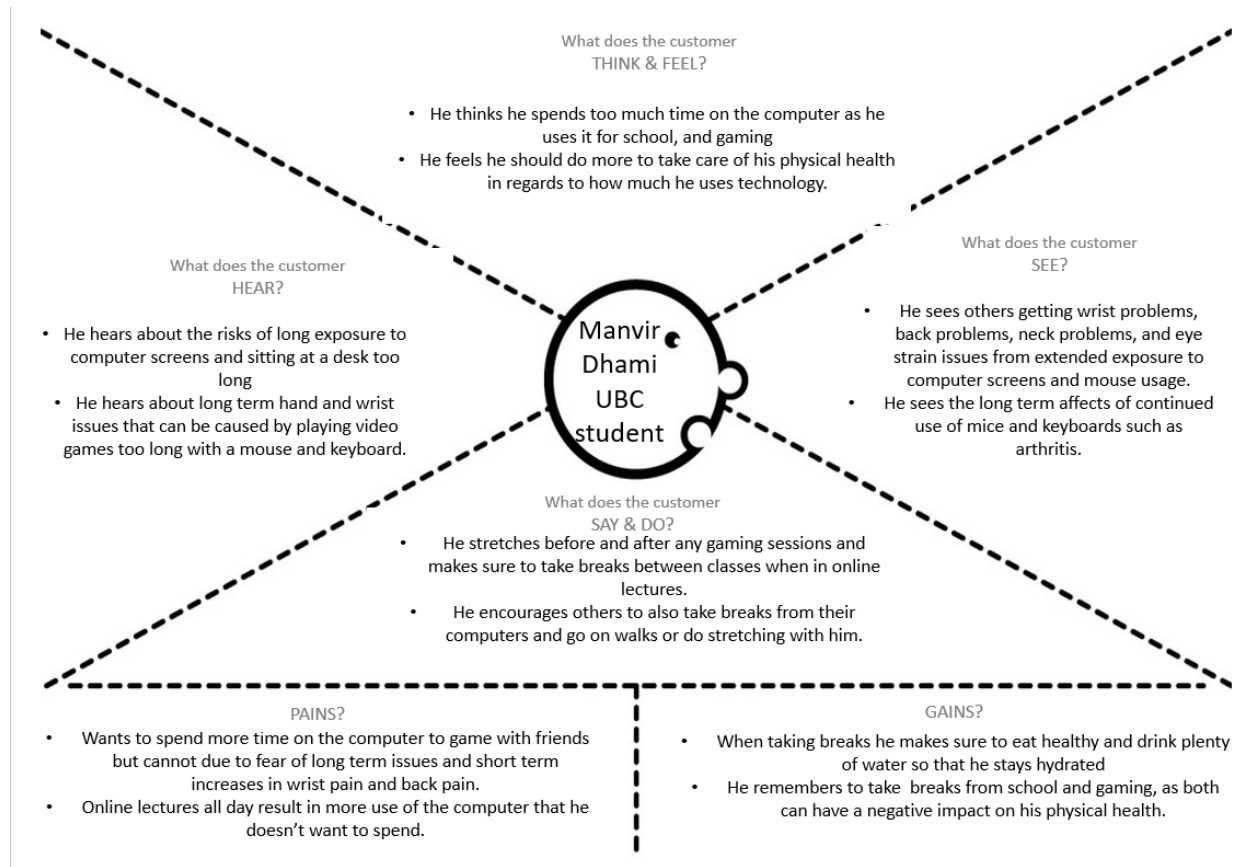 What does the customer
THINK & FEEL?
• He thinks he spends too much time on the computer as he
uses it for school, and gaming
• He feels he should do more to take care of his physical health
in regards to how much he uses technology.
What does the customer
HEAR?
• He hears about the risks of long exposure to
computer screens and sitting at a desk too
long
• He hears about long term hand and wrist
issues that can be caused by playing video
games too long with a mouse and keyboard.
Manvir
Dhami
UBC
student
What does the customer
SEE?
• He sees others getting wrist problems,
back problems, neck problems, and eye
strain issues from extended exposure to
computer screens and mouse usage.
• He sees the long term affects of continued
use of mice and keyboards such as
arthritis.
What does the customer
SAY & DO?
• He stretches before and after any gaming sessions and
makes sure to take breaks between classes when in online
lectures.
• He encourages others to also take breaks from their
computers and go on walks or do stretching with him.
PAINS?
• Wants to spend more time on the computer to game with friends
but cannot due to fear of long term issues and short term
increases in wrist pain and back pain.
• Online lectures all day result in more use of the computer that he
doesn’t want to spend.
GAINS?
• When taking breaks he makes sure to eat healthy and drink plenty
of water so that he stays hydrated
• He remembers to take breaks from school and gaming, as both
can have a negative impact on his physical health.